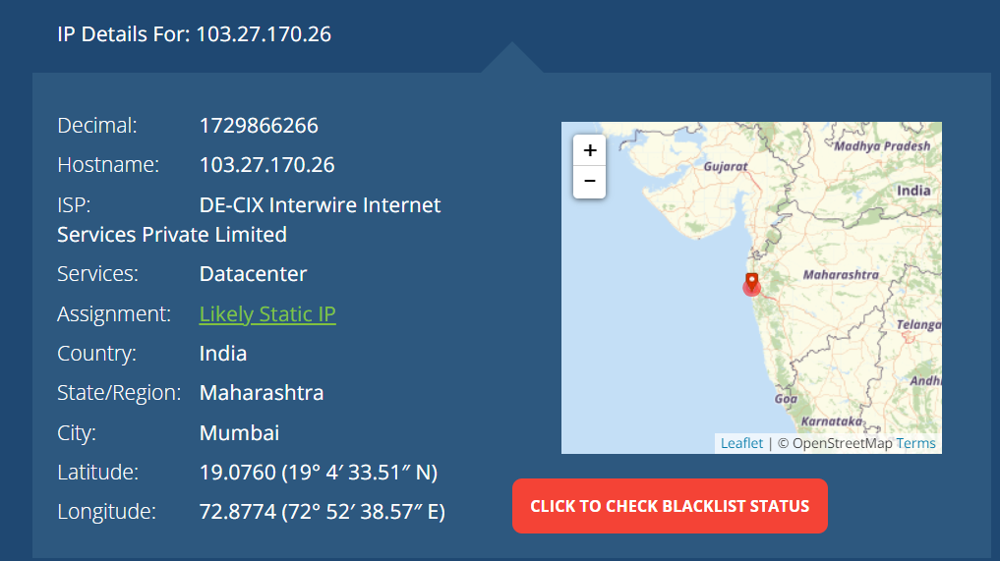 IP Details For: 103.27.170.26
Decimal: 1729866266
Hostname: 103.27.170.26
ISP: DE-CIX Interwire Internet
Services Private Limited
Services: Datacenter
Assignment: Likely Static IP
Country: India
State/Region: Maharashtra
City: Mumbai
Latitude: 19.0760 (19° 4′ 33.51″ N)
Longitude: 72.8774 (72° 52′ 38.57″ E)
+
−
Madhya Pradesh
Gujarat
India
Maharashtra
Telanga
Andh
Goa
Karnataka
Leaflet | © OpenStreetMap Terms
CLICK TO CHECK BLACKLIST STATUS